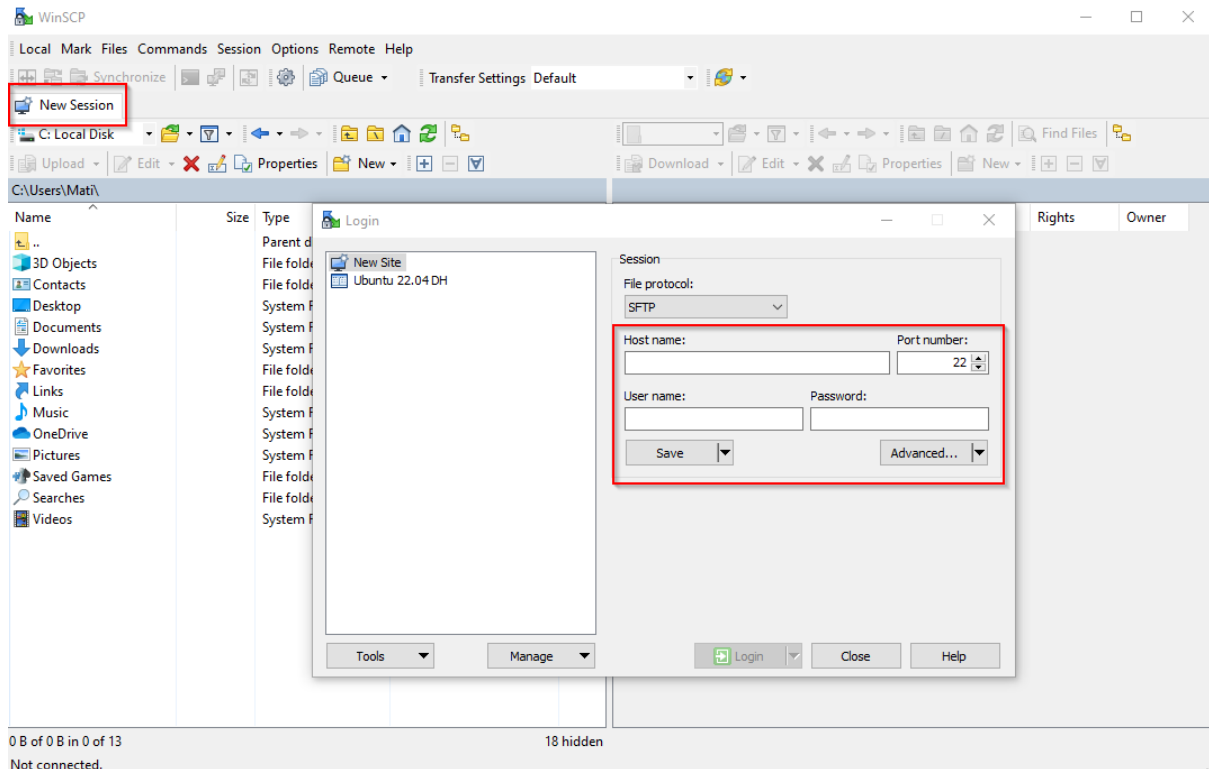 WinSCP
Local Mark Files Commands Session Options Remote Help
Synchronize Queue Transfer Settings Default
New Session
C: Local Disk Find Files
Upload Edit Properties New Download Edit Properties New
C:\Users\Mati\
Name Size Type Rights Owner
.. Parent d
3D Objects File folde
Contacts File folde
Desktop System F
Documents System F
Downloads System F
Favorites File folde
Links File folde
Music System F
OneDrive System F
Pictures System F
Saved Games File folde
Searches File folde
Videos System F
Login
New Site
Ubuntu 22.04 DH
Session
File protocol:
SFTP
Host name: Port number:
22
User name: Password:
Save Advanced...
Tools Manage Login Close Help
0 B of 0 B in 0 of 13 18 hidden
Not connected.